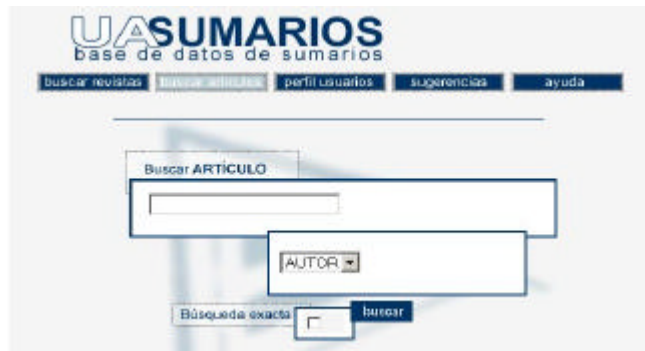 UASUMARIOS
base de datos de sumarios
buscar revistas buscar artículos perfil usuarios sugerencias ayuda
Buscar ARTÍCULO
AUTOR
Búsqueda exacta buscar